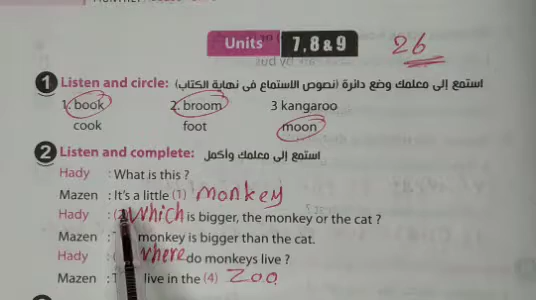 Units 7, 8 & 9 26
1 Listen and circle: استمع إلى معلمك وضع دائرة (نصوص الاستماع فى نهاية الكتاب)
1. book 2. broom 3 kangaroo
cook foot moon
2 Listen and complete: استمع إلى معلمك وأكمل
Hady : What is this ?
Mazen : It's a little (1) monkey
Hady : Which is bigger, the monkey or the cat ?
Mazen : monkey is bigger than the cat.
Hady : where do monkeys live ?
Mazen : live in the (4) Zoo